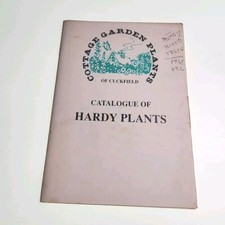 COTTAGE GARDEN PLANTS
OF CUCKFIELD
CATALOGUE OF
HARDY PLANTS